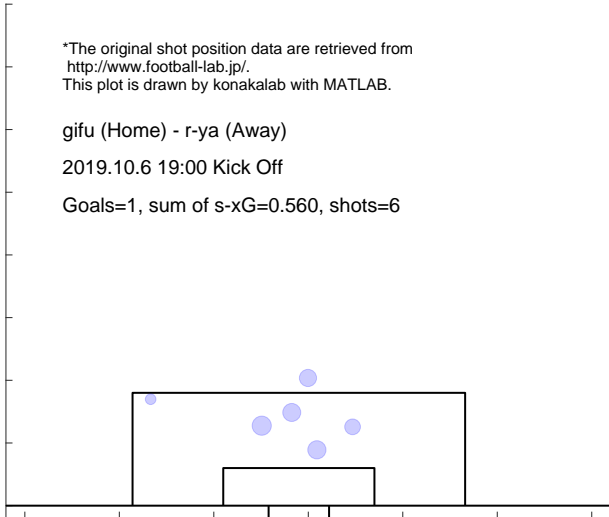 *The original shot position data are retrieved from
http://www.football-lab.jp/.
This plot is drawn by konakalab with MATLAB.
gifu (Home) - r-ya (Away)
2019.10.6 19:00 Kick Off
Goals=1, sum of s-xG=0.560, shots=6